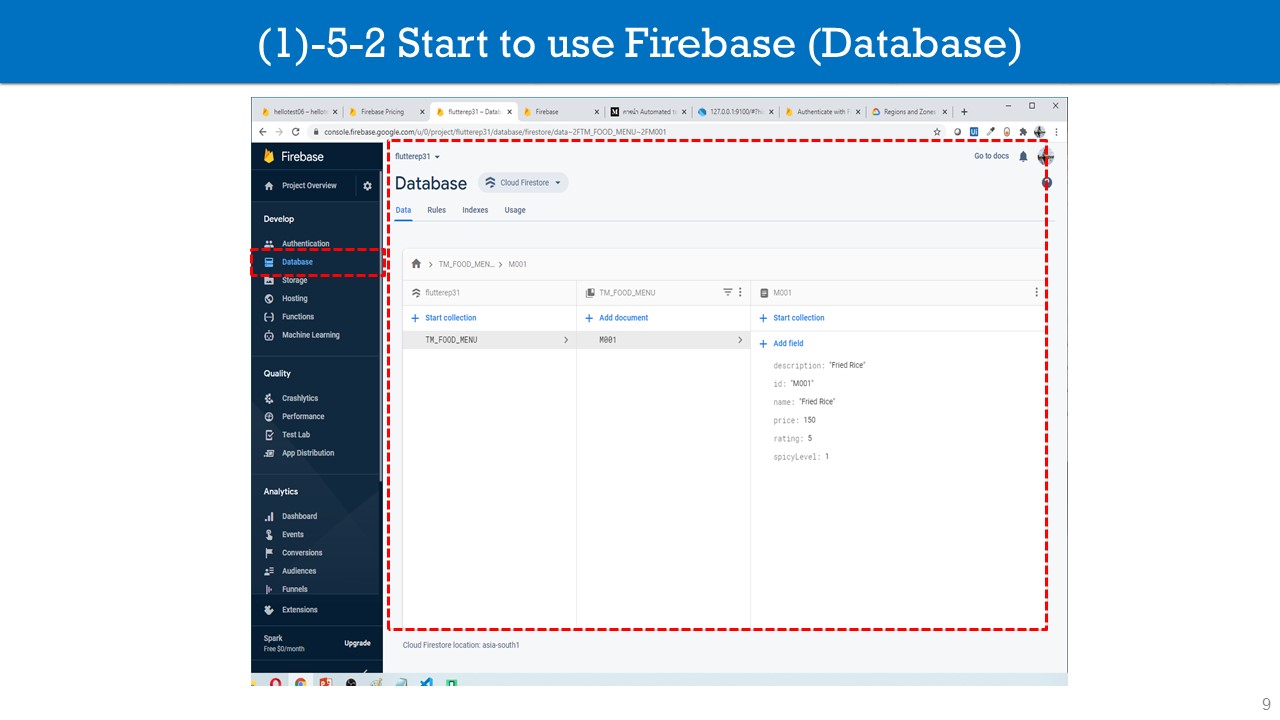 (1)-5-2 Start to use Firebase (Database)
hellotest06 – hellot
Firebase Pricing
flutterep31 – Datab
Firebase
Automated t
127.0.0.1:9100/#
Authenticate with F
Regions and Zones
console.firebase.google.com/u/0/project/flutterep31/database/firestore/data~2FTM_FOOD_MENU~2FM001
Firebase
Project Overview
Develop
Authentication
Database
Storage
Hosting
Functions
Machine Learning
Quality
Crashlytics
Performance
Test Lab
App Distribution
Analytics
Dashboard
Events
Conversions
Audiences
Funnels
Extensions
Spark
Free $0/month
Upgrade
flutterep31
Go to docs
Database
Cloud Firestore
Data Rules Indexes Usage
TM_FOOD_MEN... > M001
flutterep31
TM_FOOD_MENU
M001
+ Start collection
+ Add document
+ Start collection
TM_FOOD_MENU
M001
+ Add field
description: "Fried Rice"
id: "M001"
name: "Fried Rice"
price: 150
rating: 5
spicyLevel: 1
Cloud Firestore location: asia-south1
9